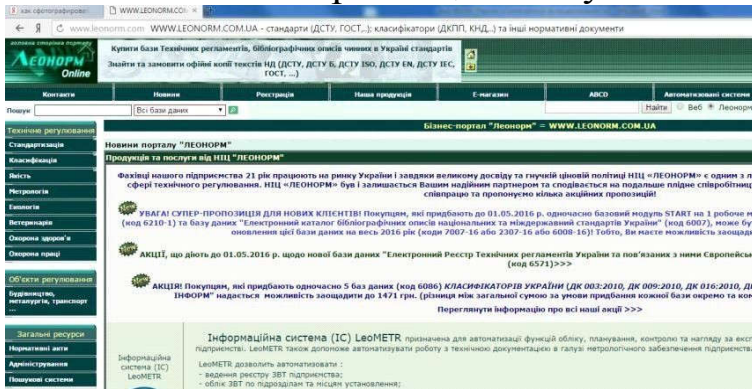 как сфотографирова
WWW.LEONORM.COM
www.leonorm.com WWW.LEONORM.COM.UA - стандарти (ДСТУ, ГОСТ,..); класифікатори (ДКПП, КНД,..) та інші нормативні документи
головна сторінка порталу
ЛЕОНОРМ
Online
Купити бази Технічних регламентів, бібліографічних описів чинних в Україні стандартів
Знайти та замовити офіційні копії текстів НД (ДСТУ, ДСТУ Б, ДСТУ ISO, ДСТУ EN, ДСТУ IEC,
ГОСТ, ...)
Контакти Новини Реєстрація Наша продукція Е-магазин ABCD Автоматизовані системи
Пошук Всі бази даних Найти Веб Леонорм
Бізнес-портал "Леонорм" = WWW.LEONORM.COM.UA
Технічне регулювання
Стандартизація
Класифікація
Якість
Метрологія
Екологія
Ветеринарія
Охорона здоров'я
Охорона праці
Об'єкти регулювання
Будівництво,
металургія, транспорт
...
Загальні ресурси
Нормативні акти
Адміністрування
Пошукові системи
Новини порталу "ЛЕОНОРМ"
Продукція та послуги від НІЦ "ЛЕОНОРМ"
Фахівці нашого підприємства 21 рік працюють на ринку України і завдяки великому досвіду та гнучкій ціновій політиці НІЦ «ЛЕОНОРМ» є одним з л
сфері технічного регулювання. НІЦ «ЛЕОНОРМ» був і залишається Вашим надійним партнером та сподівається на подальше плідне співробітниц
співпрацю та пропонуємо кілька акційних пропозицій!
УВАГА! СУПЕР-ПРОПОЗИЦІЯ ДЛЯ НОВИХ КЛІЄНТІВ! Покупцям, які придбають до 01.05.2016 р. одночасно базовий модуль START на 1 робоче м
(код 6210-1) та базу даних "Електронний каталог бібліографічних описів національних та міждержавний стандартів України" (код 6007), може бу
оновлення цієї бази даних на весь 2016 рік (коди 7007-16 або 2307-16 або 6008-16)! Тобто, Ви маєте можливість заощади
АКЦІЇ, що діють до 01.05.2016 р. щодо нової бази даних "Електронний Реєстр Технічних регламентів України та пов'язаних з ними Європейськ
(код 6571)>>>
АКЦІЯ! Покупцям, які придбають одночасно 5 баз даних (код 6086) КЛАСИФІКАТОРІВ УКРАЇНИ (ДК 003:2010, ДК 009:2010, ДК 016:2010, Д
ІНФОРМ" надається можливість заощадити до 1471 грн. (різниця між загальної сумою за умови придбання кожної бази окремо та ко
Переглянути інформацію про всі наші акції >>>
Інформаційна
система (ІС)
LeoMETR
Інформаційна система (ІС) LeoMETR призначена для автоматизації функцій обліку, планування, контролю та нагляду за експ
підприємстві. LeoMETR також допоможе автоматизувати роботу з технічною документацією в галузі метрологічного забезпечення підприємства.
LeoMETR дозволить автоматизовати :
- ведення реєстру ЗВТ підприємства;
- облік ЗВТ по підрозділам та місцям установлення;